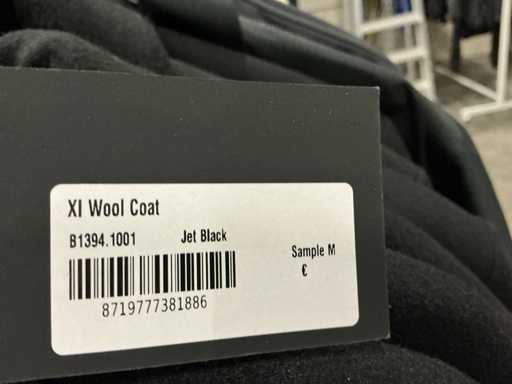 XI Wool Coat
B1394.1001 Jet Black
Sample M
€
8719777381886